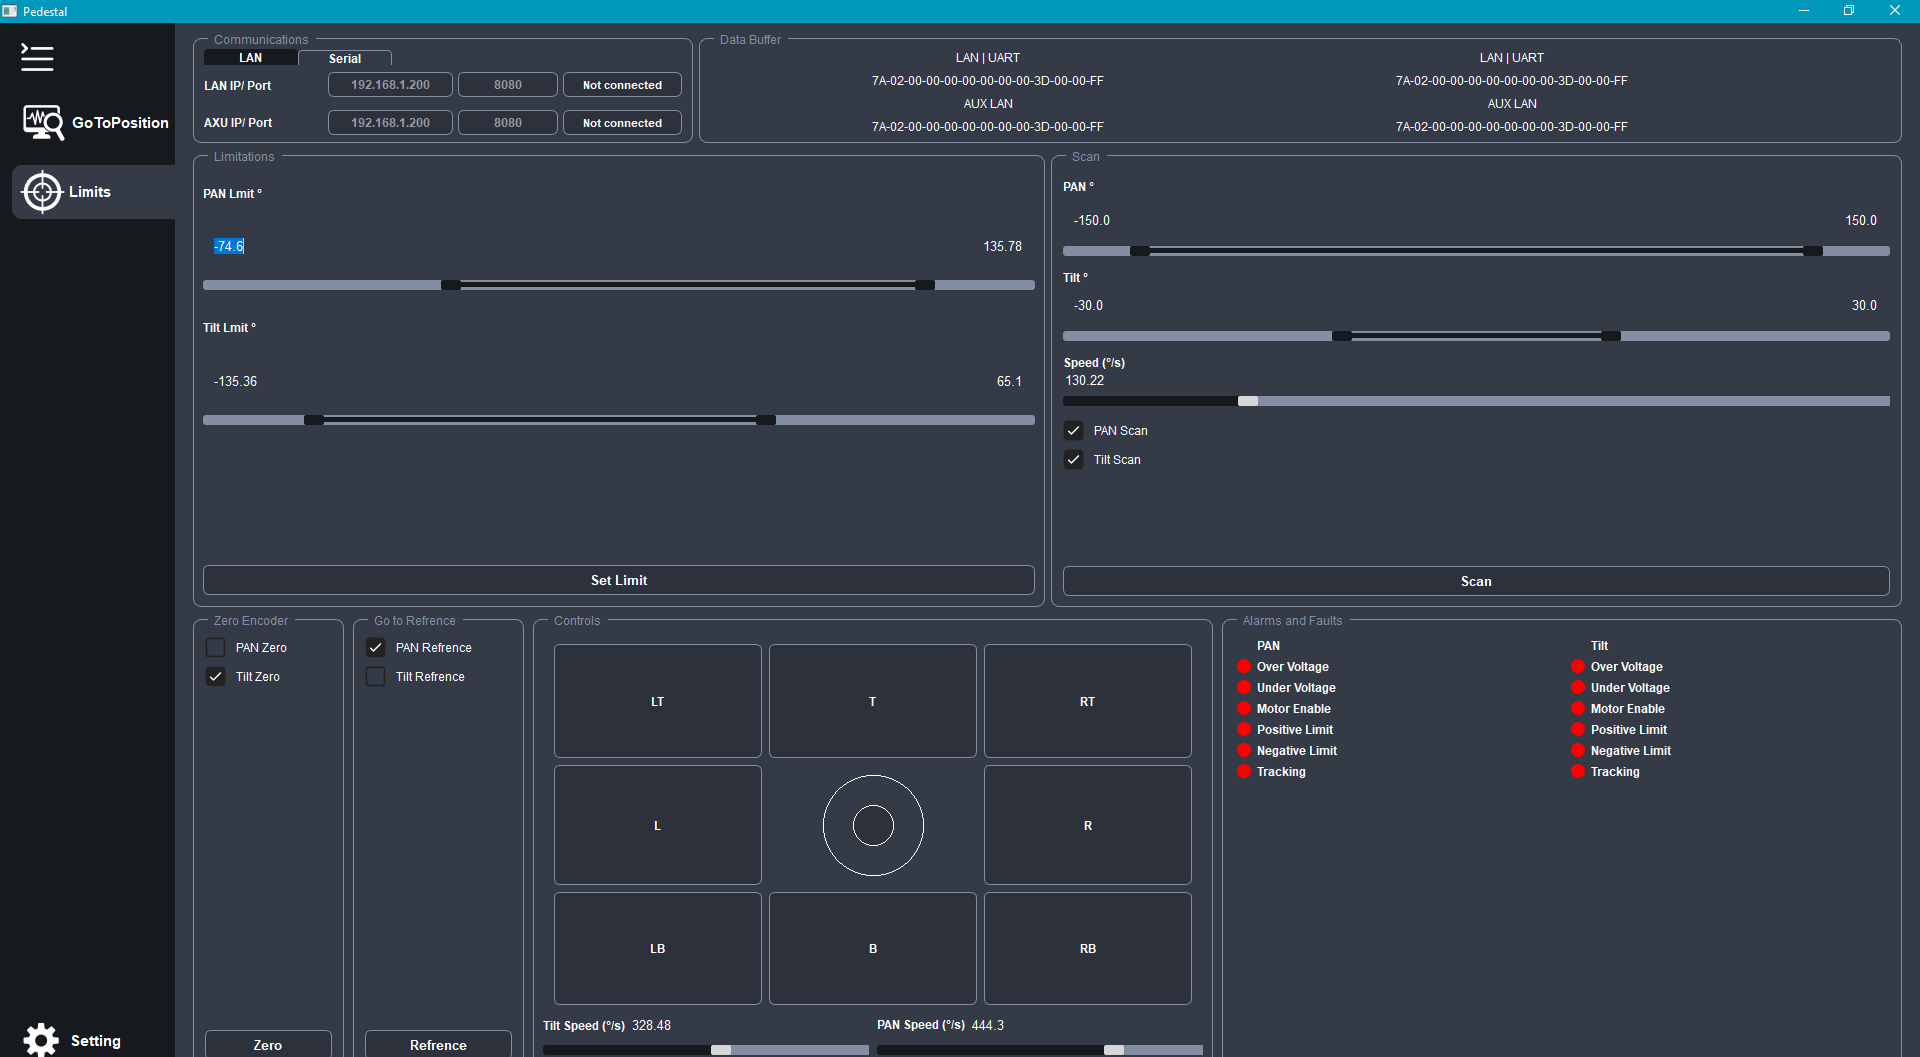 Pedestal
GoToPosition
Limits
Setting
Communications
LAN
Serial
LAN IP/ Port
192.168.1.200
8080
Not connected
AXU IP/ Port
192.168.1.200
8080
Not connected
Data Buffer
LAN | UART
7A-02-00-00-00-00-00-00-00-3D-00-00-FF
AUX LAN
7A-02-00-00-00-00-00-00-00-3D-00-00-FF
LAN | UART
7A-02-00-00-00-00-00-00-00-3D-00-00-FF
AUX LAN
7A-02-00-00-00-00-00-00-00-3D-00-00-FF
Limitations
PAN Lmit °
-74.6
135.78
Tilt Lmit °
-135.36
65.1
Set Limit
Scan
PAN °
-150.0
150.0
Tilt °
-30.0
30.0
Speed (°/s)
130.22
PAN Scan
Tilt Scan
Scan
Zero Encoder
PAN Zero
Tilt Zero
Zero
Go to Refrence
PAN Refrence
Tilt Refrence
Refrence
Controls
LT
T
RT
L
R
LB
B
RB
Tilt Speed (°/s) 328.48
PAN Speed (°/s) 444.3
Alarms and Faults
PAN
Over Voltage
Under Voltage
Motor Enable
Positive Limit
Negative Limit
Tracking
Tilt
Over Voltage
Under Voltage
Motor Enable
Positive Limit
Negative Limit
Tracking